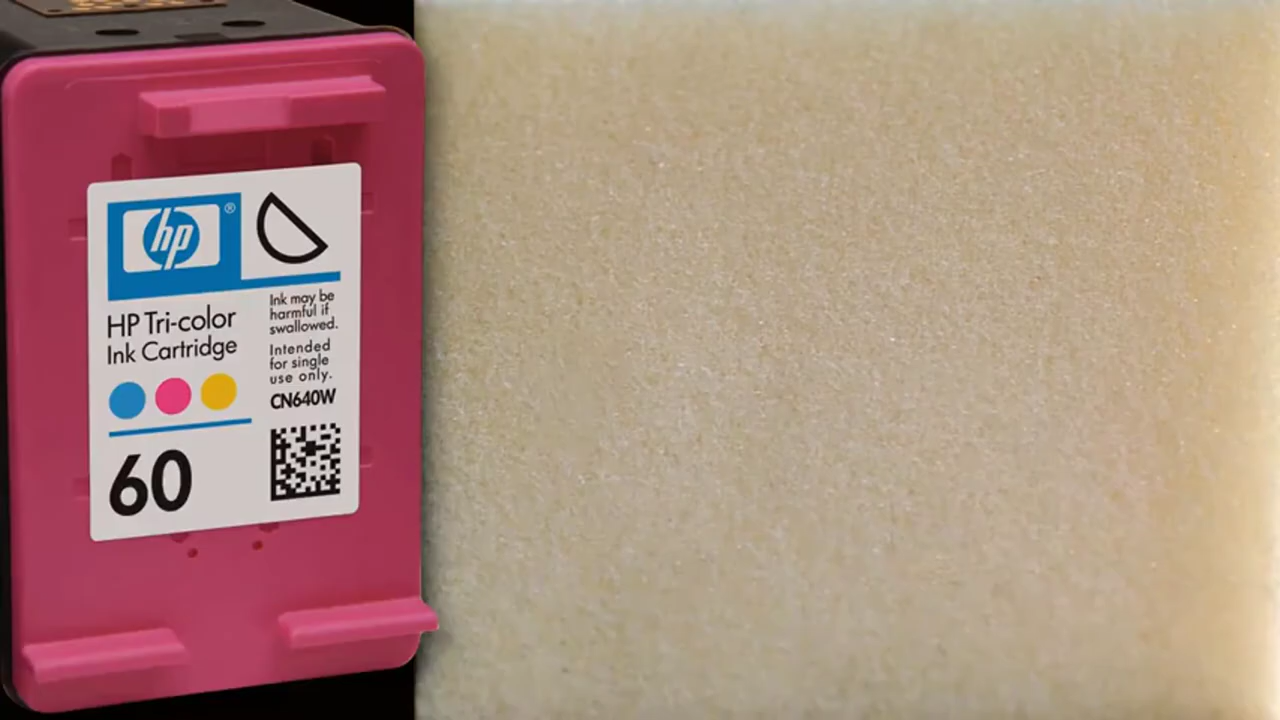 hp®
HP Tri-color
Ink Cartridge
60
Ink may be
harmful if
swallowed.
Intended
for single
use only.
CN640W